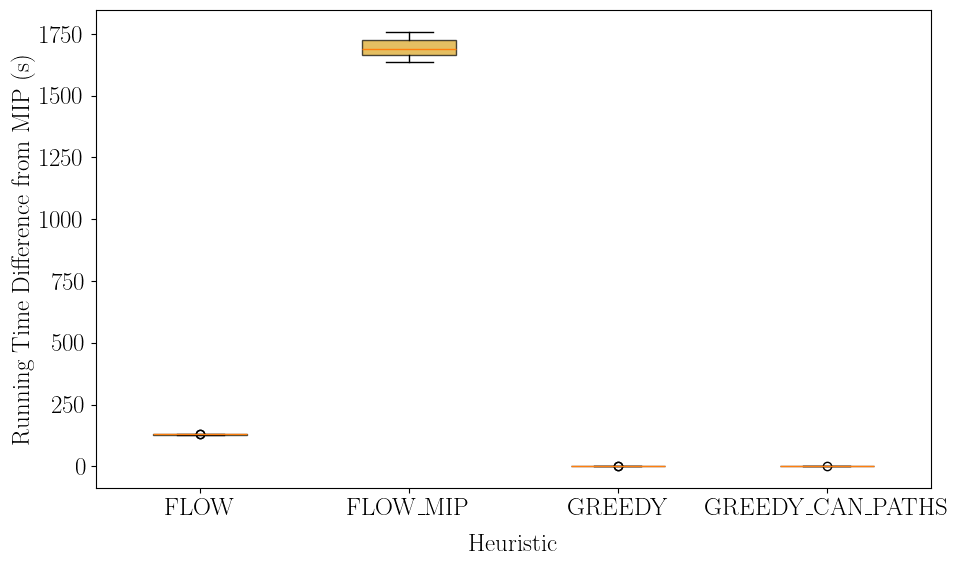 Running Time Difference from MIP (s)
1750
1500
1250
1000
750
500
250
0
FLOW
FLOW_MIP
GREEDY
GREEDY_CAN_PATHS
Heuristic